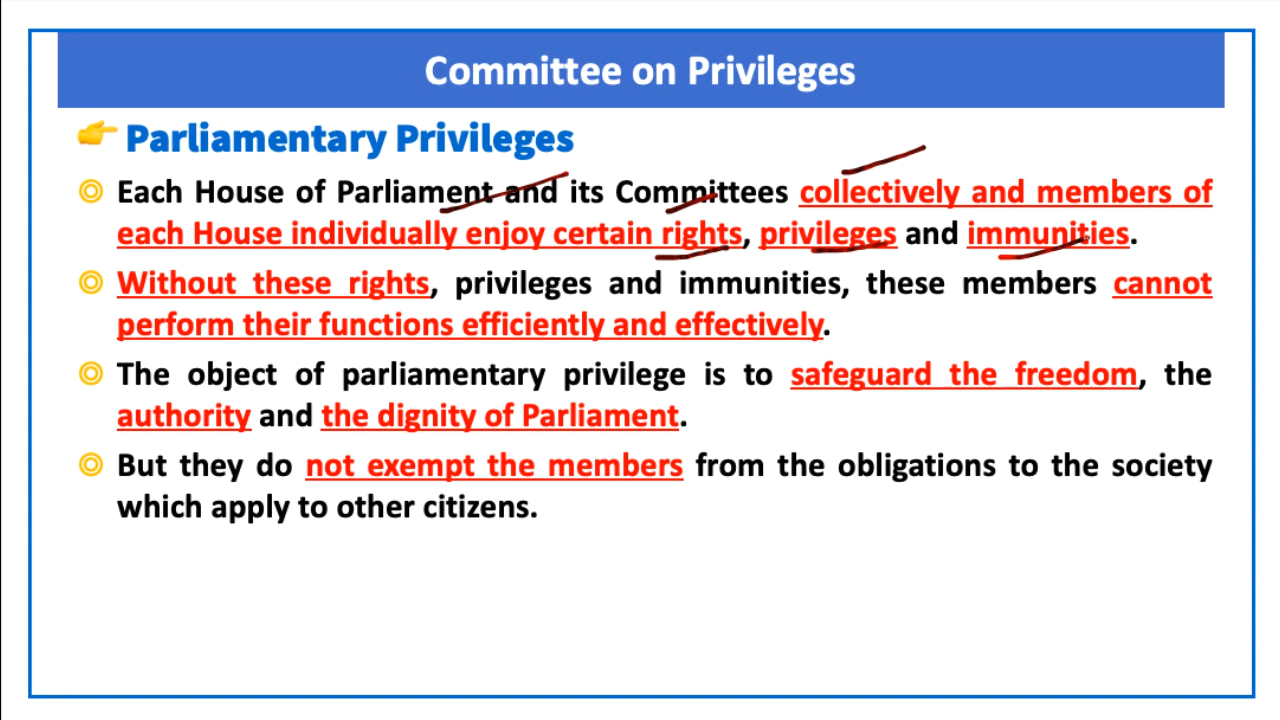 Committee on Privileges
Parliamentary Privileges
Each House of Parliament and its Committees collectively and members of
each House individually enjoy certain rights, privileges and immunities.
Without these rights, privileges and immunities, these members cannot
perform their functions efficiently and effectively.
The object of parliamentary privilege is to safeguard the freedom, the
authority and the dignity of Parliament.
But they do not exempt the members from the obligations to the society
which apply to other citizens.